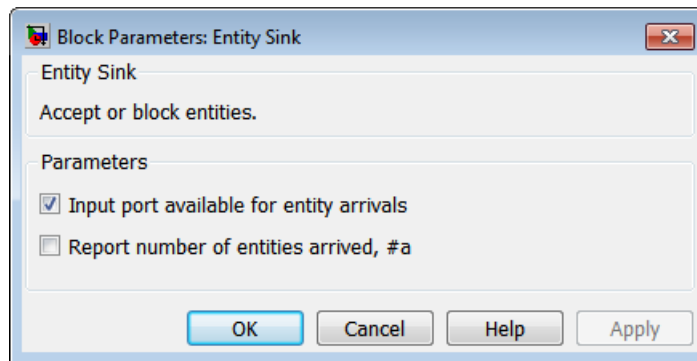 Block Parameters: Entity Sink
Entity Sink
Accept or block entities.
Parameters
Input port available for entity arrivals
Report number of entities arrived, #a
OK Cancel Help Apply